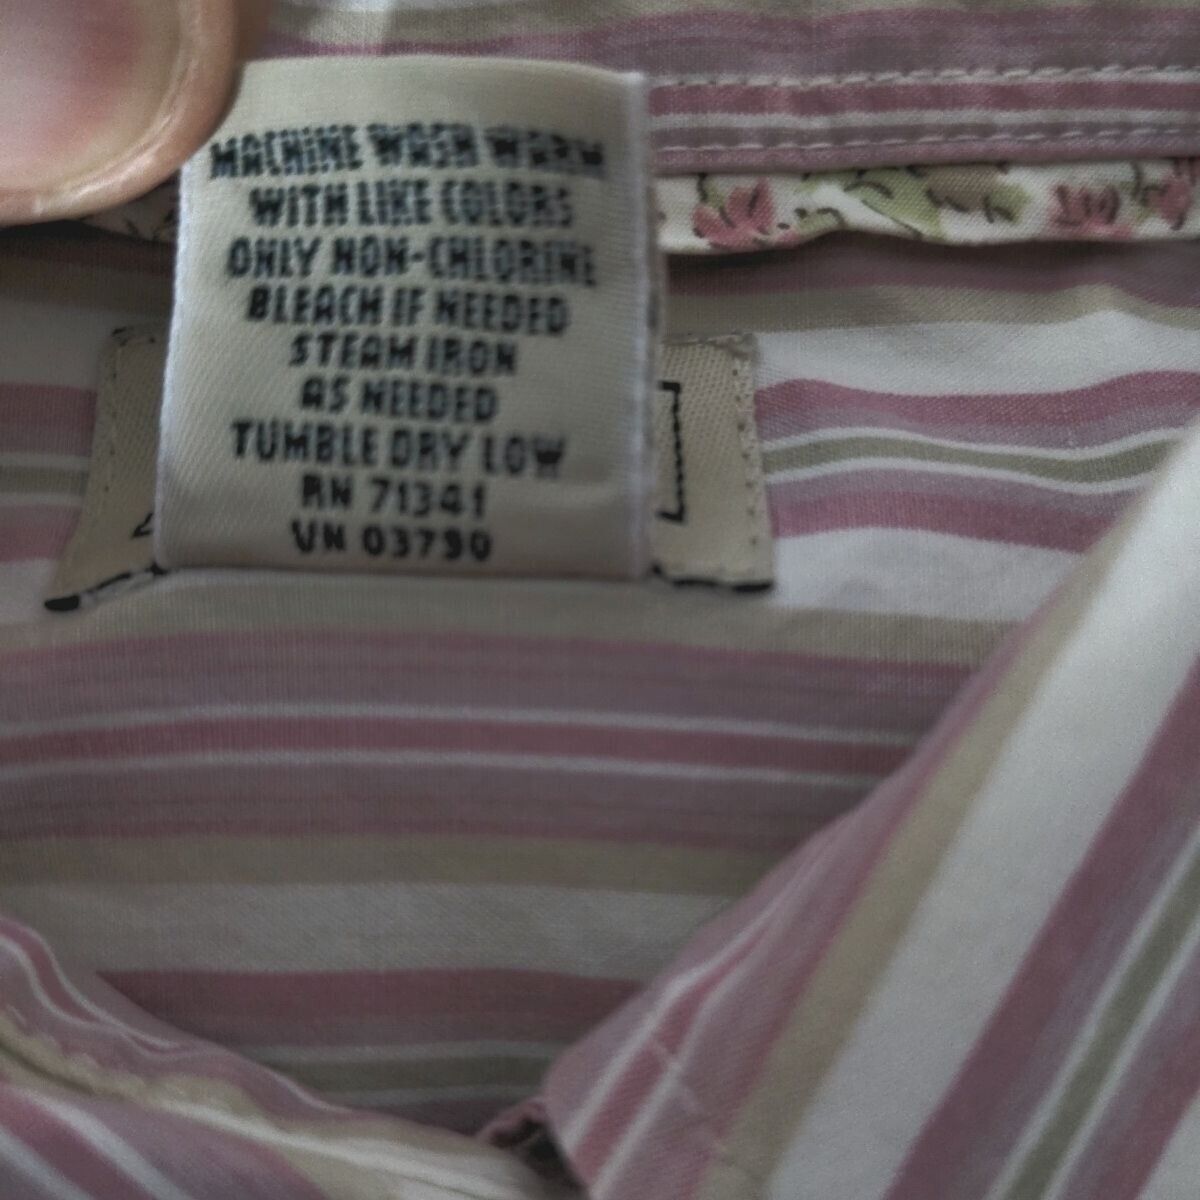 MACHINE WASH WARM
WITH LIKE COLORS
ONLY NON-CHLORINE
BLEACH IF NEEDED
STEAM IRON
AS NEEDED
TUMBLE DRY LOW
RN 71341
VN 03790